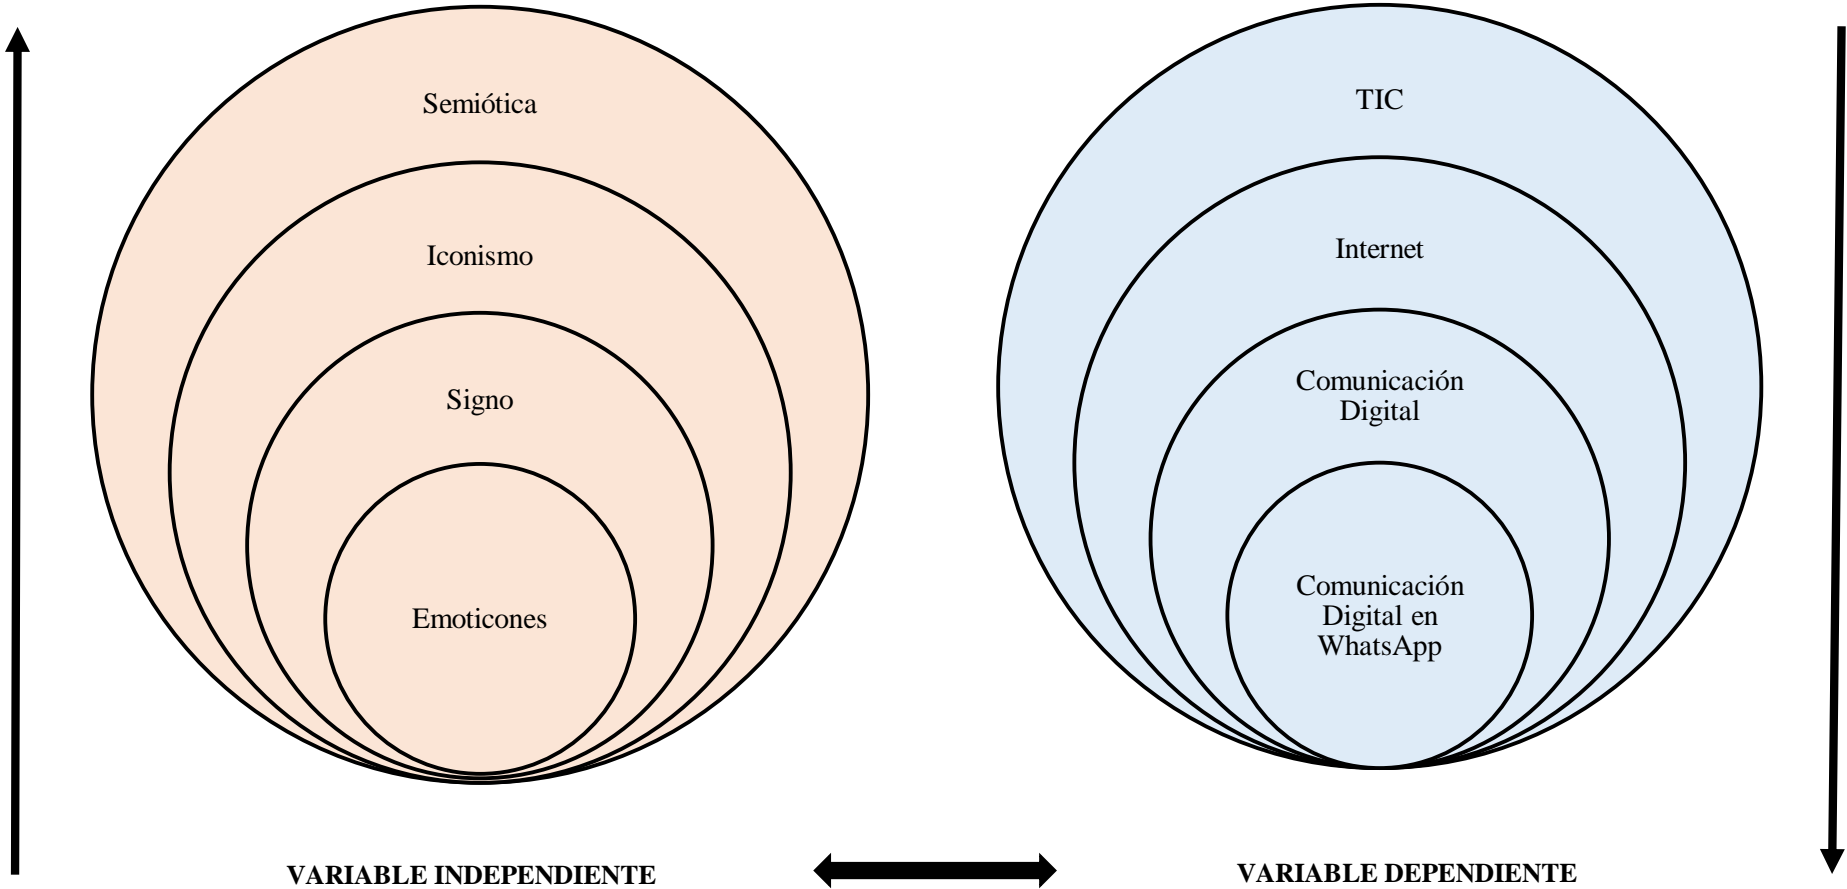 Semiótica
Iconismo
Signo
Emoticones
TIC
Internet
Comunicación
Digital
Comunicación
Digital en
WhatsApp
VARIABLE INDEPENDIENTE
VARIABLE DEPENDIENTE